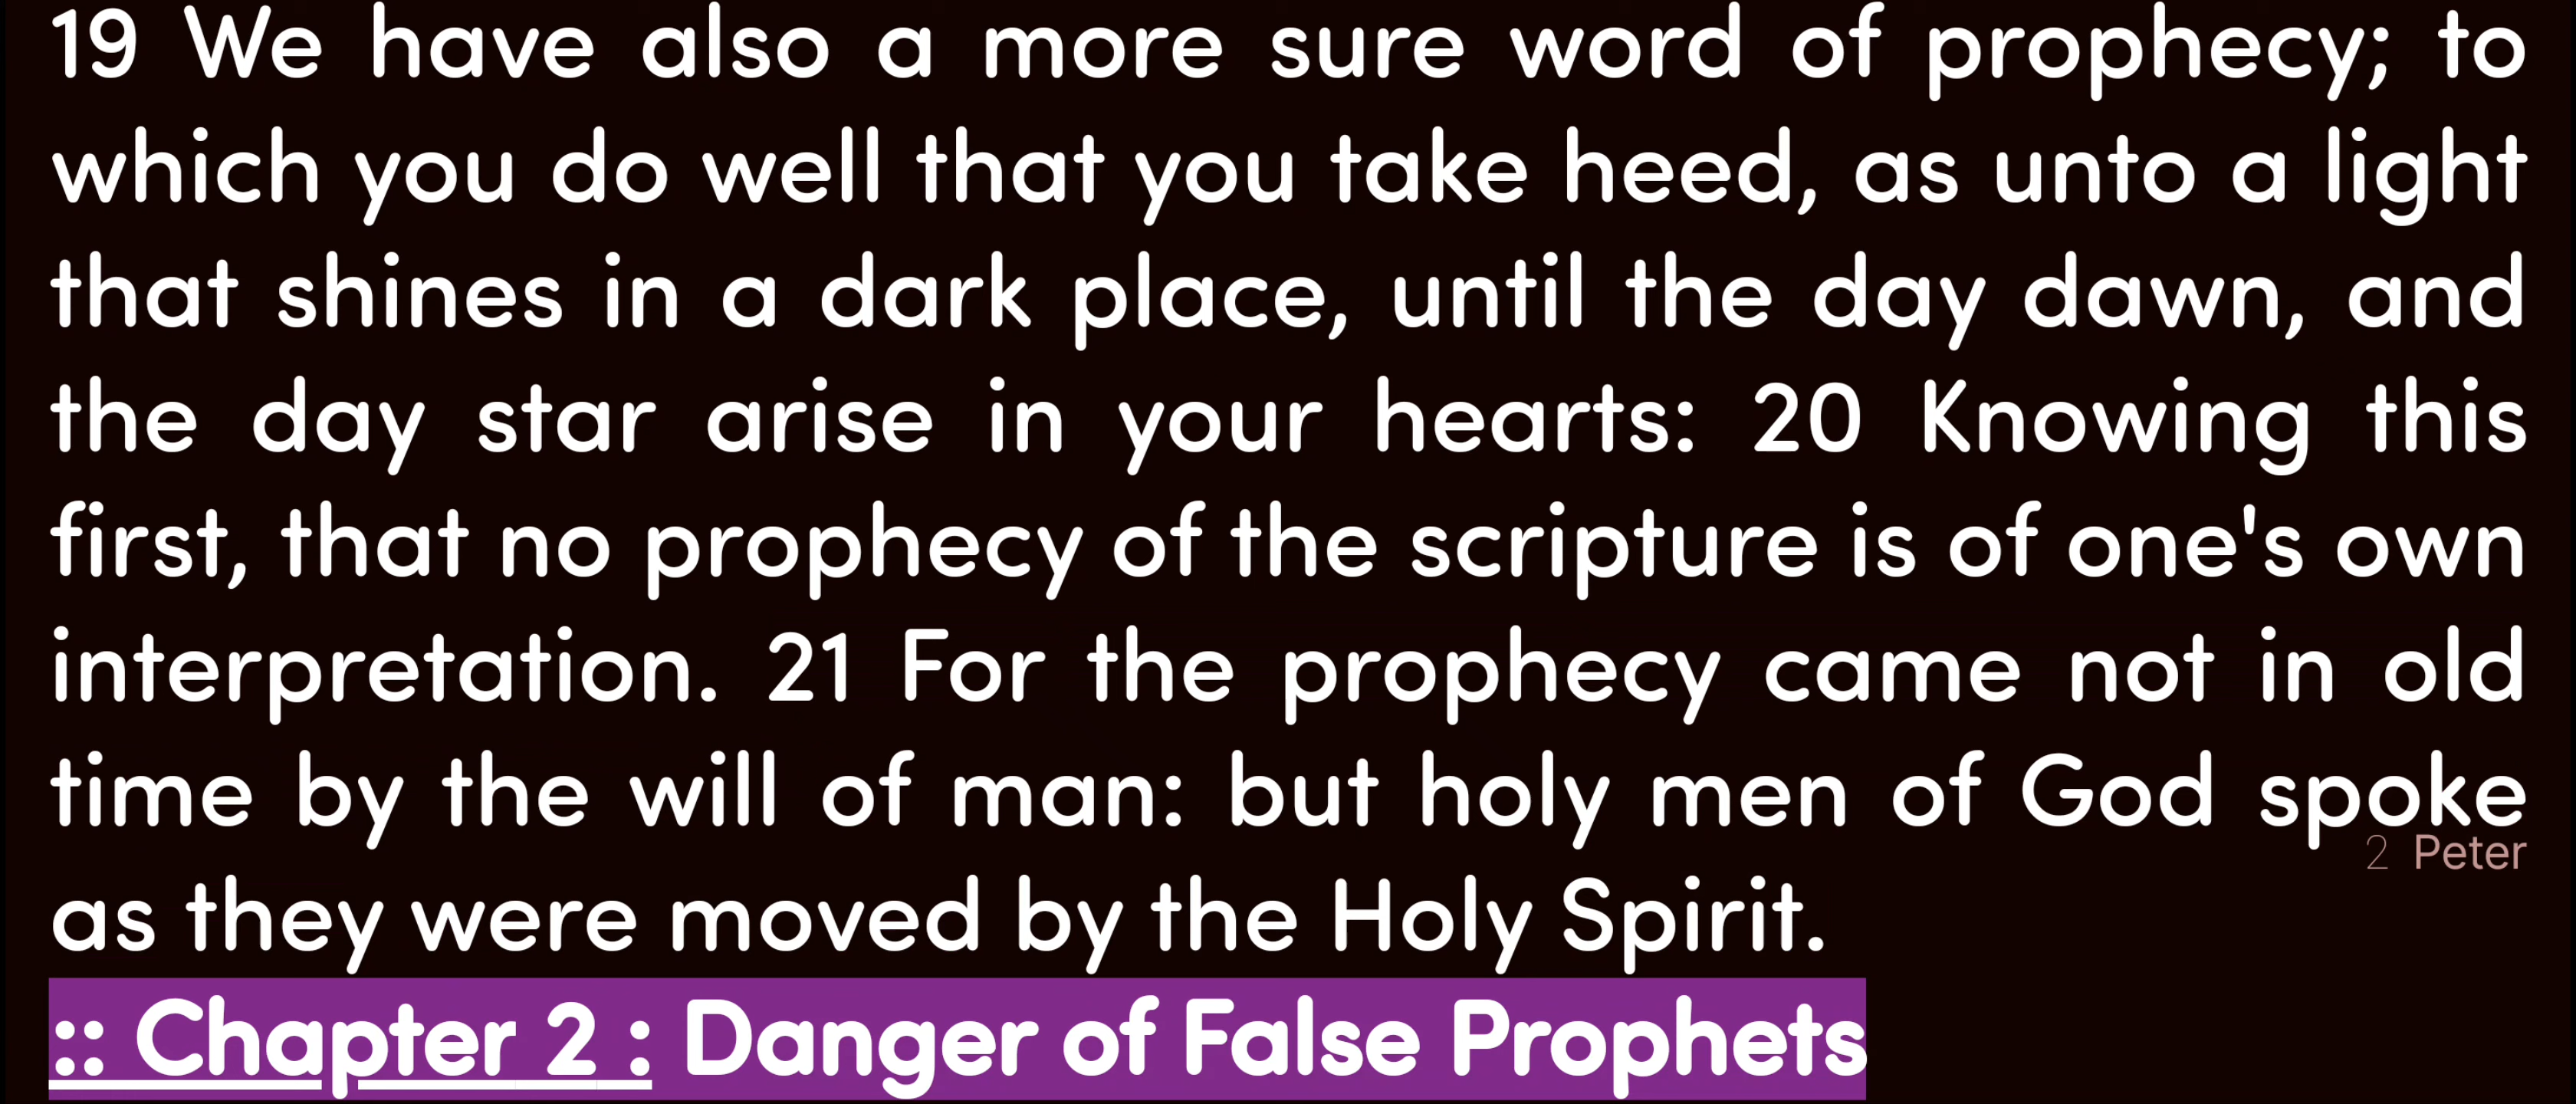 19 We have also a more sure word of prophecy; to
which you do well that you take heed, as unto a light
that shines in a dark place, until the day dawn, and
the day star arise in your hearts: 20 Knowing this
first, that no prophecy of the scripture is of one's own
interpretation. 21 For the prophecy came not in old
time by the will of man: but holy men of God spoke
2 Peter
as they were moved by the Holy Spirit.
:: Chapter 2 : Danger of False Prophets